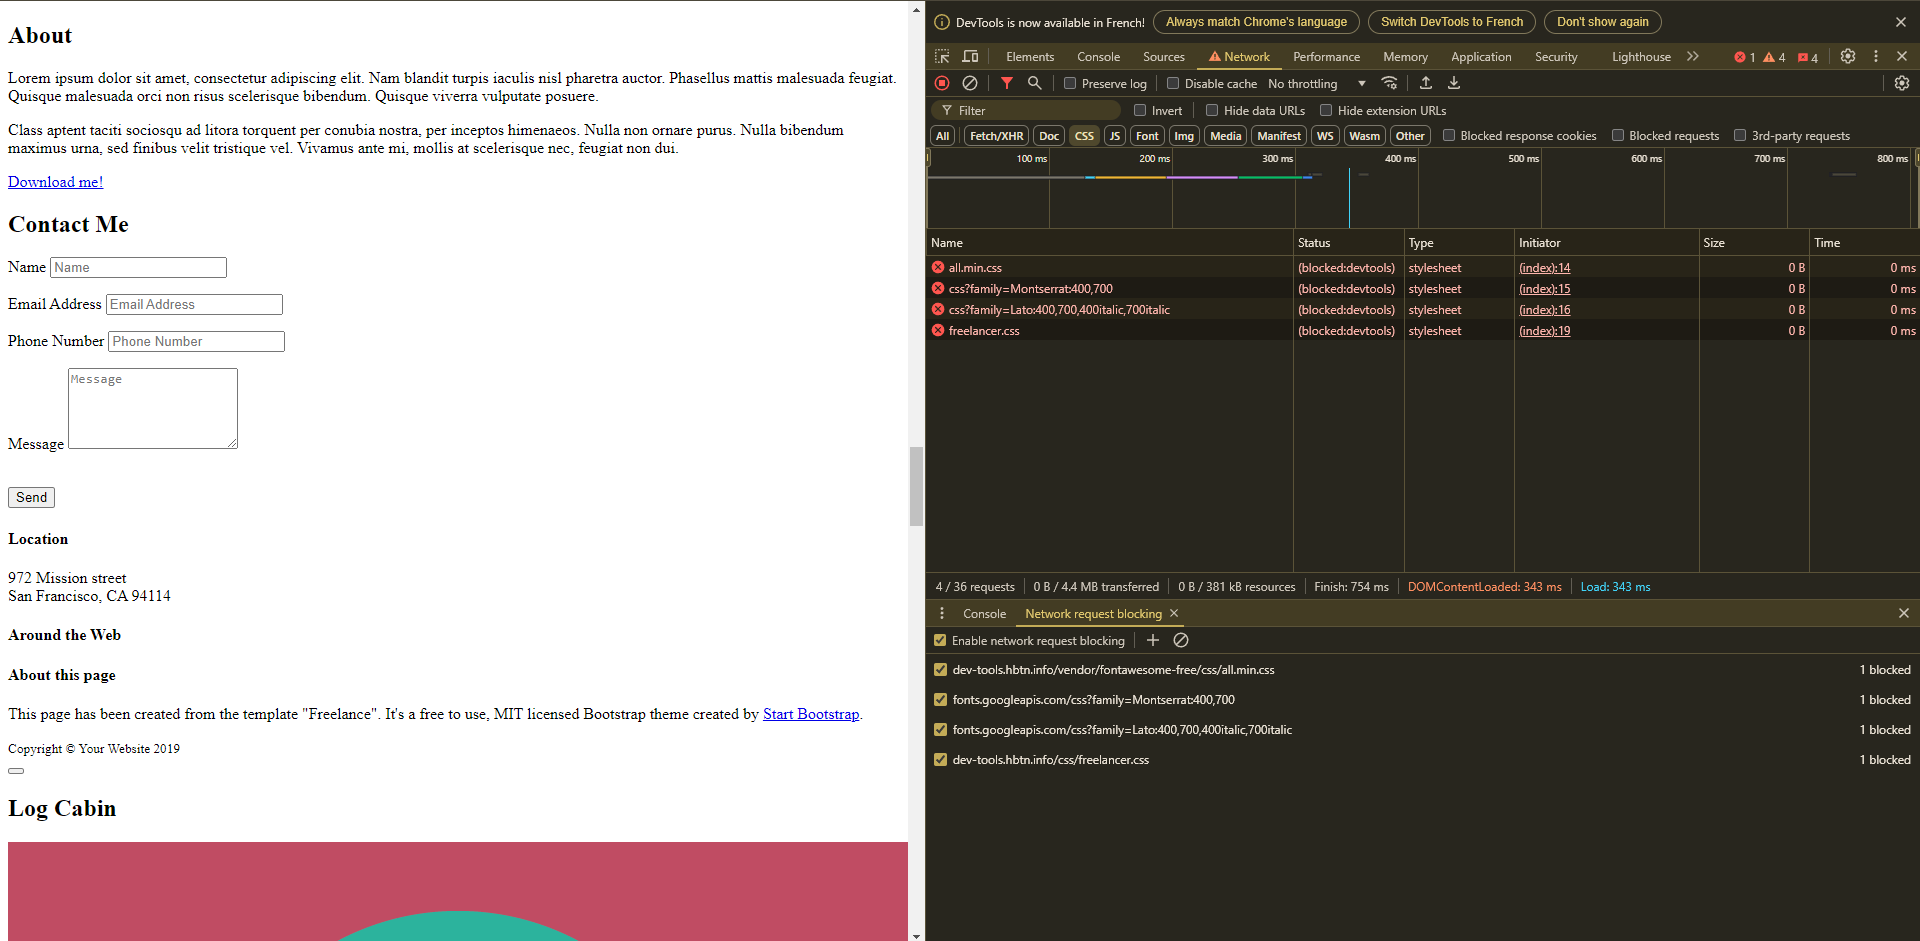 About
Lorem ipsum dolor sit amet, consectetur adipiscing elit. Nam blandit turpis iaculis nisl pharetra auctor. Phasellus mattis malesuada feugiat.
Quisque malesuada orci non risus scelerisque bibendum. Quisque viverra vulputate posuere.
Class aptent taciti sociosqu ad litora torquent per conubia nostra, per inceptos himenaeos. Nulla non ornare purus. Nulla bibendum
maximus urna, sed finibus velit tristique vel. Vivamus ante mi, mollis at scelerisque nec, feugiat non dui.
Download me!
Contact Me
Name Name
Email Address Email Address
Phone Number Phone Number
Message
Message
Send
Location
972 Mission street
San Francisco, CA 94114
Around the Web
About this page
This page has been created from the template "Freelance". It's a free to use, MIT licensed Bootstrap theme created by Start Bootstrap.
Copyright © Your Website 2019
Log Cabin
DevTools is now available in French! Always match Chrome's language Switch DevTools to French Don't show again
Elements Console Sources Network Performance Memory Application Security Lighthouse 1 4 4
Preserve log Disable cache No throttling
Filter Invert Hide data URLs Hide extension URLs
All Fetch/XHR Doc CSS JS Font Img Media Manifest WS Wasm Other Blocked response cookies Blocked requests 3rd-party requests
100 ms 200 ms 300 ms 400 ms 500 ms 600 ms 700 ms 800 ms
Name Status Type Initiator Size Time
all.min.css (blocked:devtools) stylesheet (index):14 0 B 0 ms
css?family=Montserrat:400,700 (blocked:devtools) stylesheet (index):15 0 B 0 ms
css?family=Lato:400,700,400italic,700italic (blocked:devtools) stylesheet (index):16 0 B 0 ms
freelancer.css (blocked:devtools) stylesheet (index):19 0 B 0 ms
4 / 36 requests 0 B / 4.4 MB transferred 0 B / 381 kB resources Finish: 754 ms DOMContentLoaded: 343 ms Load: 343 ms
Console Network request blocking
Enable network request blocking
dev-tools.hbtn.info/vendor/fontawesome-free/css/all.min.css 1 blocked
fonts.googleapis.com/css?family=Montserrat:400,700 1 blocked
fonts.googleapis.com/css?family=Lato:400,700,400italic,700italic 1 blocked
dev-tools.hbtn.info/css/freelancer.css 1 blocked